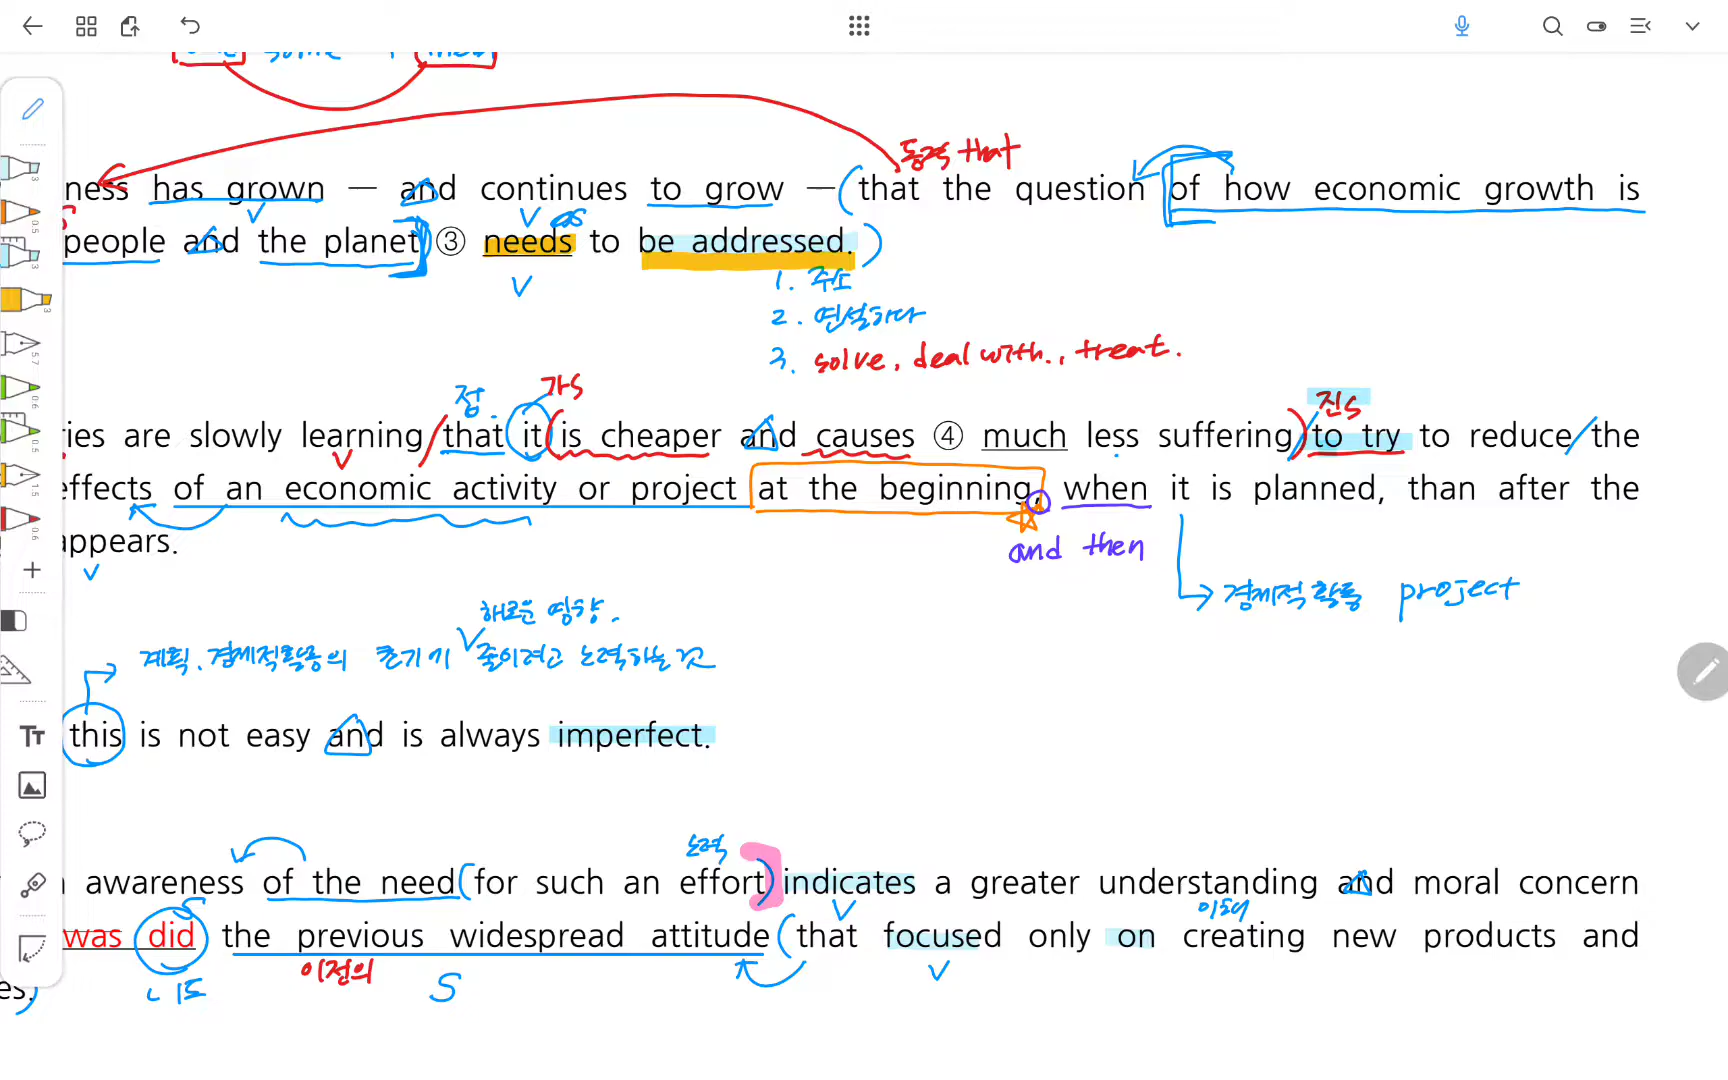 동격 that
ness has grown — and continues to grow — (that the question of how economic growth is
people and the planet ③ needs to be addressed.)
1. 주소
2. 연설하다
3. solve, deal with., treat.
접. 가S 진S
ries are slowly learning that it (is cheaper and causes ④ much less suffering) to try to reduce the
effects of an economic activity or project at the beginning, when it is planned, than after the
appears.
and then
경제적 활동 project
해로운 영향.
계획. 경제적활동의 초기기 줄이려고 노력하는 것
this is not easy and is always imperfect.
노력
awareness of the need (for such an effort) indicates a greater understanding and moral concern
이해
was did the previous widespread attitude (that focused only on creating new products and
이전의 S
es.)